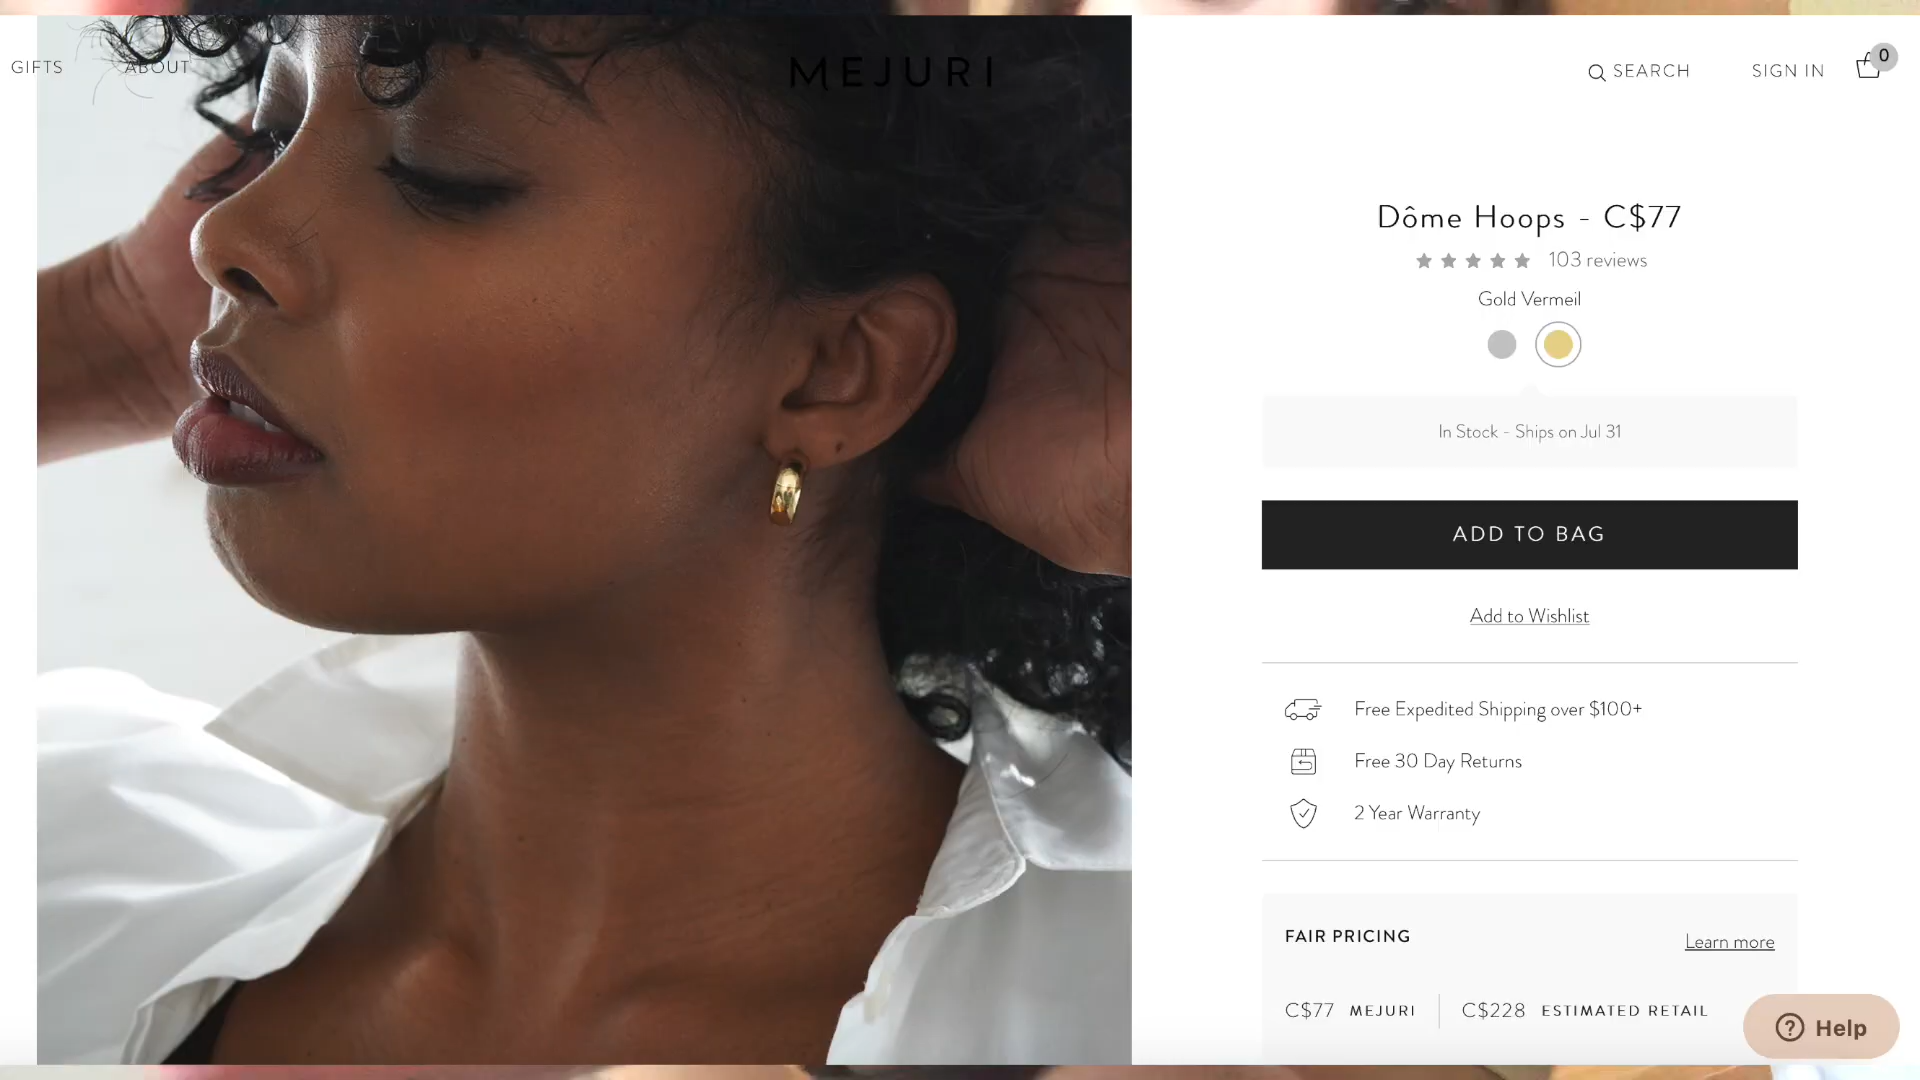 GIFTS ABOUT MEJURI SEARCH SIGN IN 0
Dôme Hoops - C$77
103 reviews
Gold Vermeil
In Stock - Ships on Jul 31
ADD TO BAG
Add to Wishlist
Free Expedited Shipping over $100+
Free 30 Day Returns
2 Year Warranty
FAIR PRICING Learn more
C$77 MEJURI C$228 ESTIMATED RETAIL
? Help